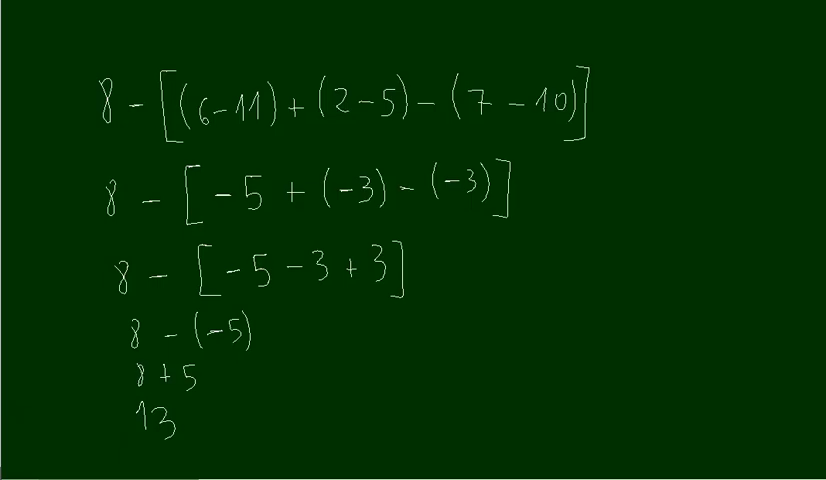 8 - [(6-11) + (2-5) - (7-10)]
8 - [-5 + (-3) - (-3)]
8 - [-5 - 3 + 3]
8 - (-5)
8 + 5
13